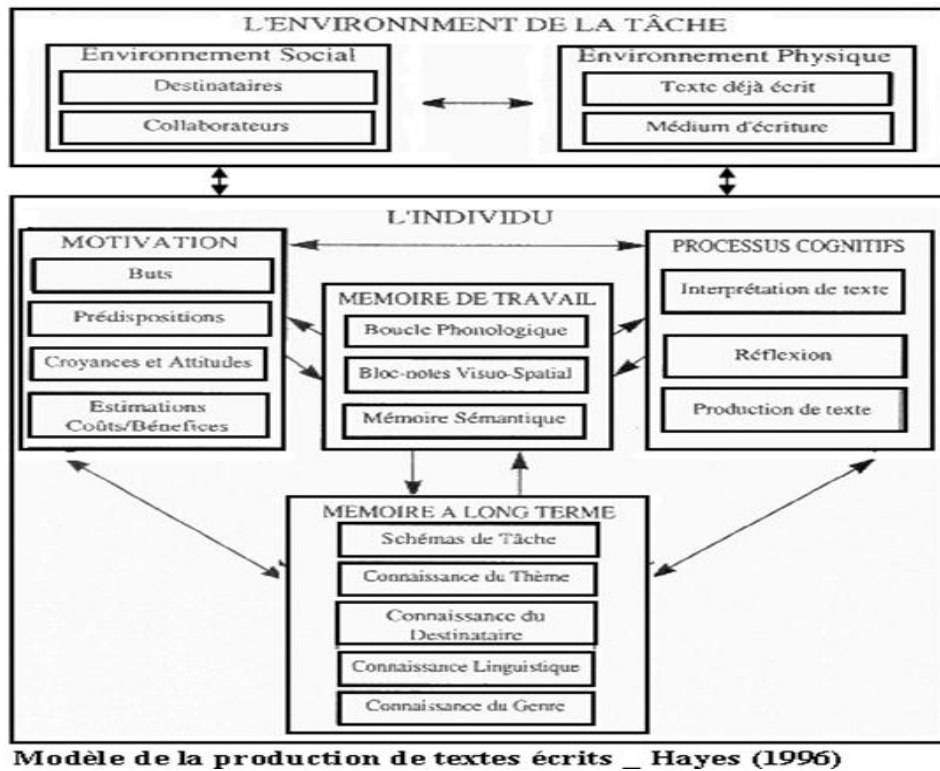 L'ENVIRONNMENT DE LA TÂCHE
Environement Social
Destinataires
Collaborateurs
Environnement Physique
Texte déjà écrit
Médium d'écriture
L'INDIVIDU
MOTIVATION
Buts
Prédispositions
Croyances et Attitudes
Estimations
Coûts/Bénefices
MEMOIRE DE TRAVAIL
Boucle Phonologique
Bloc-notes Visuo-Spatial
Mémoire Sémantique
PROCESSUS COGNITIFS
Interprétation de texte
Réflexion
Production de texte
MEMOIRE A LONG TERME
Schémas de Tâche
Connaissance du Thème
Connaissance du
Destinataire
Connaissance Linguistique
Connaissance du Genre
Modèle de la production de textes écrits _ Hayes (1996)